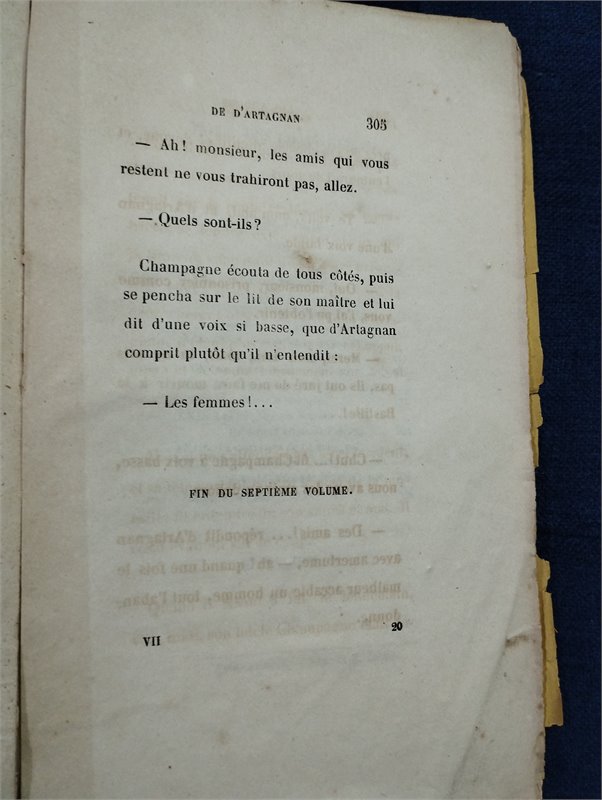 DE D'ARTAGNAN 305
— Ah! monsieur, les amis qui vous
restent ne vous trahiront pas, allez.
— Quels sont-ils?
Champagne écouta de tous côtés, puis
se pencha sur le lit de son maître et lui
dit d'une voix si basse, que d'Artagnan
comprit plutôt qu'il n'entendit :
— Les femmes!...
FIN DU SEPTIÈME VOLUME.
VII 20